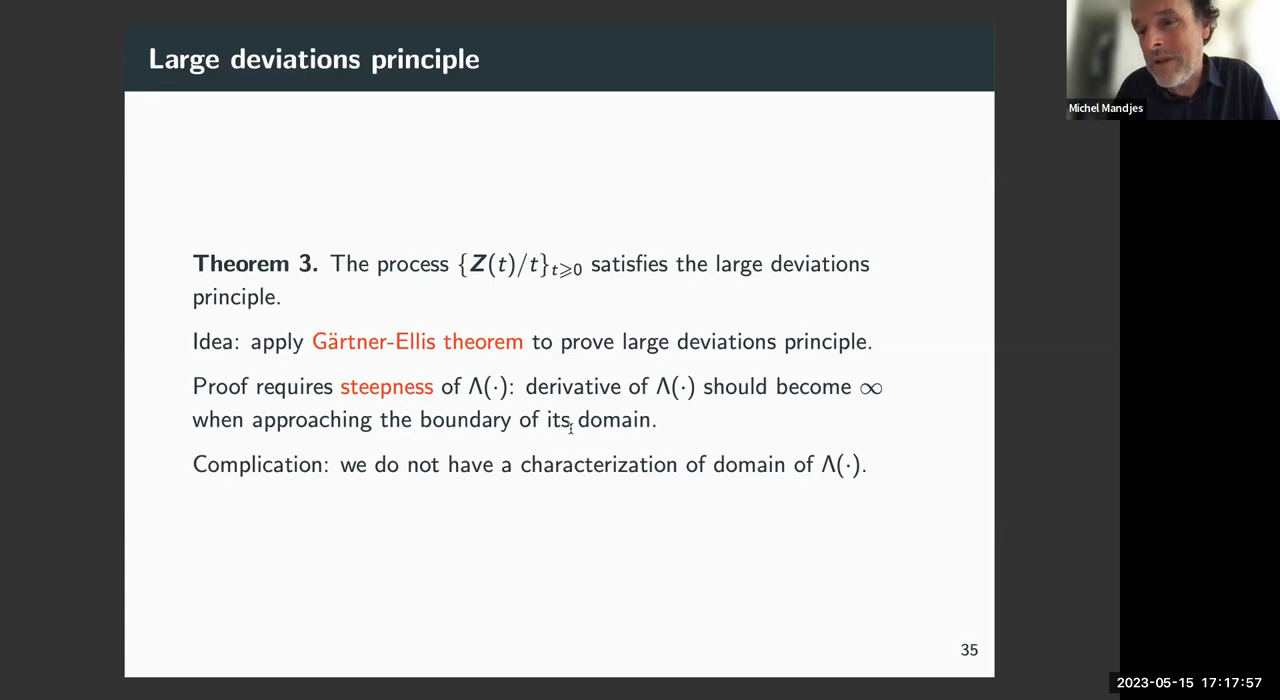 Large deviations principle
Michel Mandjes
Theorem 3. The process {Z(t)/t}t⩾0 satisfies the large deviations
principle.
Idea: apply Gärtner-Ellis theorem to prove large deviations principle.
Proof requires steepness of Λ(·): derivative of Λ(·) should become ∞
when approaching the boundary of its domain.
Complication: we do not have a characterization of domain of Λ(·).
35
2023-05-15 17:17:57